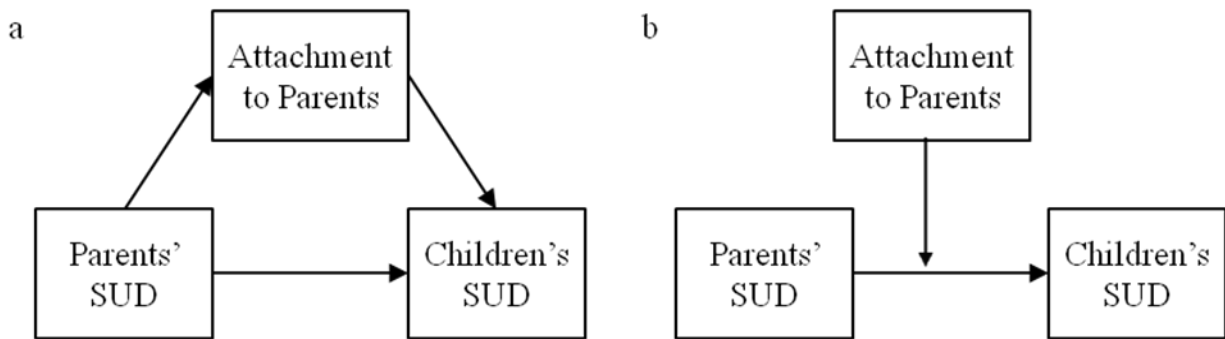 a
Attachment
to Parents
Parents’
SUD
Children’s
SUD
b
Attachment
to Parents
Parents’
SUD
Children’s
SUD